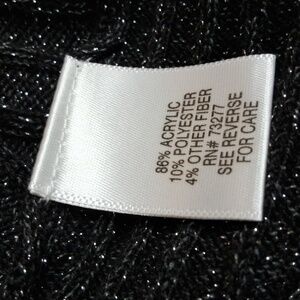 86% ACRYLIC
10% POLYESTER
4% OTHER FIBER
RN# 73277
SEE REVERSE
FOR CARE